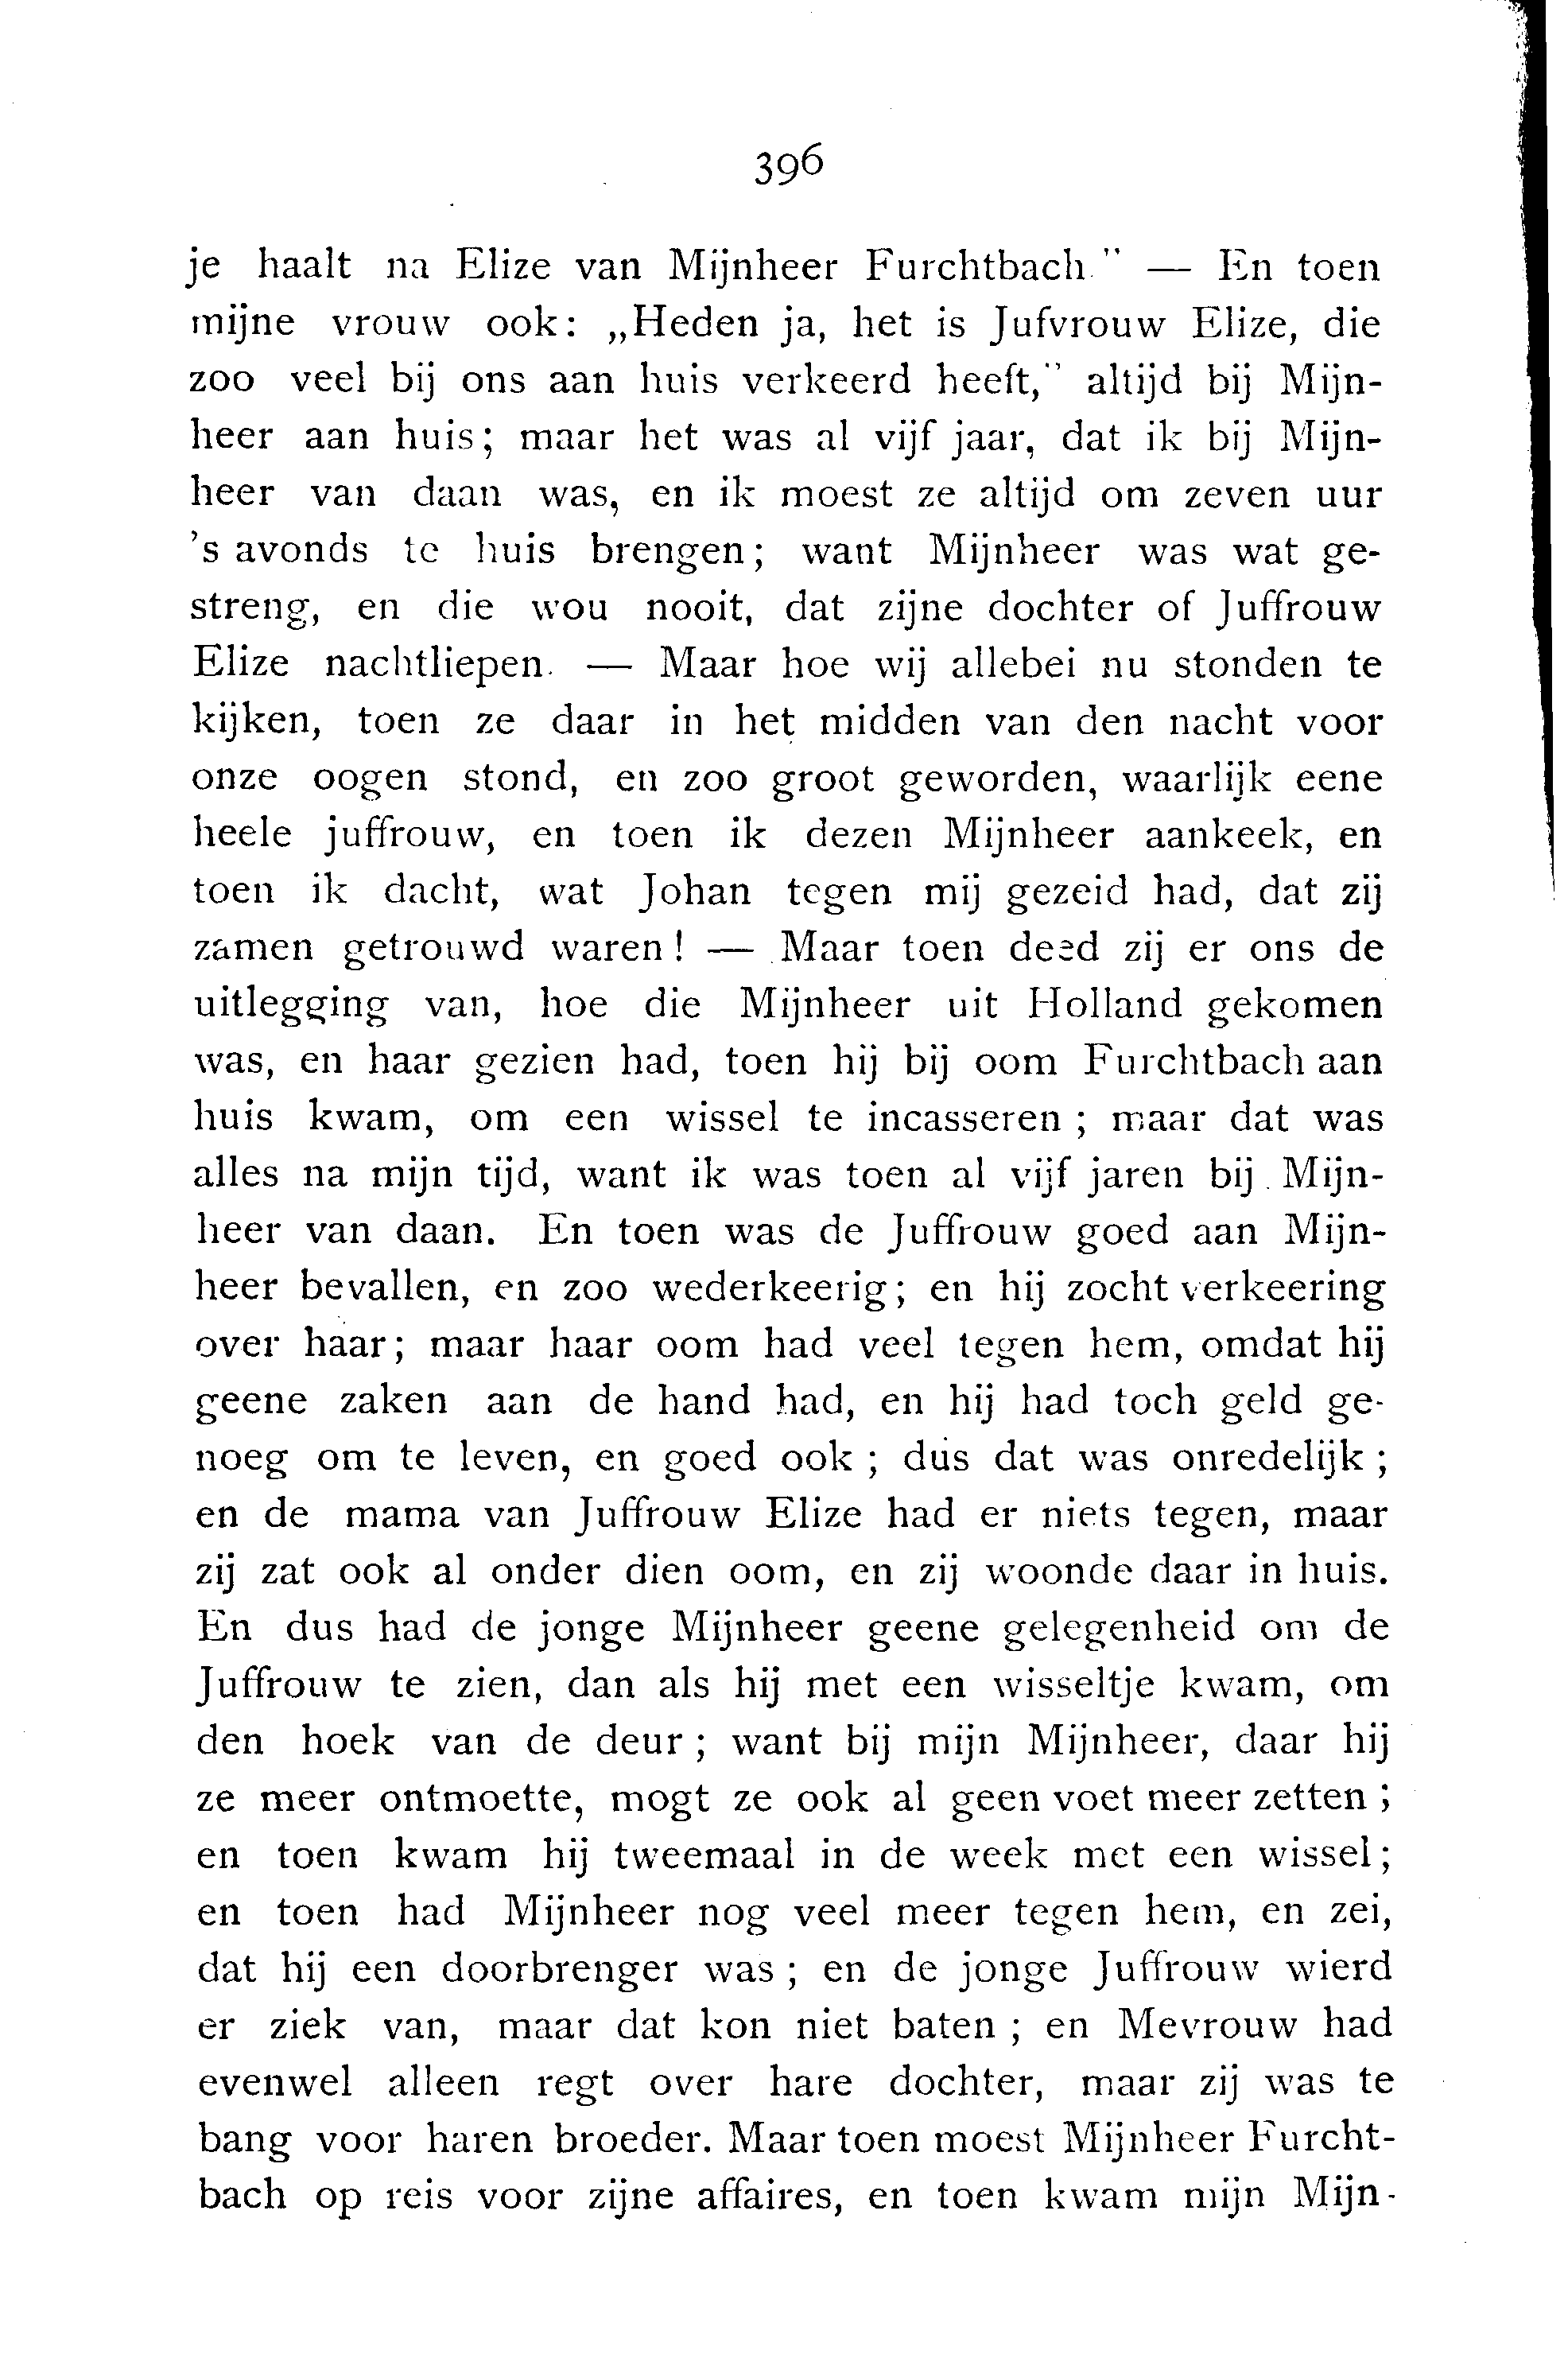 396
je haalt na Elize van Mijnheer Furchtbach." — En toen
mijne vrouw ook: „Heden ja, het is Jufvrouw Elize, die
zoo veel bij ons aan huis verkeerd heeft," altijd bij Mijn-
heer aan huis; maar het was al vijf jaar, dat ik bij Mijn-
heer van daan was, en ik moest ze altijd om zeven uur
's avonds te huis brengen; want Mijnheer was wat ge-
streng, en die wou nooit, dat zijne dochter of Juffrouw
Elize nachtliepen. — Maar hoe wij allebei nu stonden te
kijken, toen ze daar in het midden van den nacht voor
onze oogen stond, en zoo groot geworden, waarlijk eene
heele juffrouw, en toen ik dezen Mijnheer aankeek, en
toen ik dacht, wat Johan tegen mij gezeid had, dat zij
zamen getrouwd waren! — Maar toen deed zij er ons de
uitlegging van, hoe die Mijnheer uit Holland gekomen
was, en haar gezien had, toen hij bij oom Furchtbach aan
huis kwam, om een wissel te incasseren; maar dat was
alles na mijn tijd, want ik was toen al vijf jaren bij Mijn-
heer van daan. En toen was de Juffrouw goed aan Mijn-
heer bevallen, en zoo wederkeerig; en hij zocht verkeering
over haar; maar haar oom had veel tegen hem, omdat hij
geene zaken aan de hand had, en hij had toch geld ge-
noeg om te leven, en goed ook; dus dat was onredelijk;
en de mama van Juffrouw Elize had er niets tegen, maar
zij zat ook al onder dien oom, en zij woonde daar in huis.
En dus had de jonge Mijnheer geene gelegenheid om de
Juffrouw te zien, dan als hij met een wisseltje kwam, om
den hoek van de deur; want bij mijn Mijnheer, daar hij
ze meer ontmoette, mogt ze ook al geen voet meer zetten;
en toen kwam hij tweemaal in de week met een wissel;
en toen had Mijnheer nog veel meer tegen hem, en zei,
dat hij een doorbrenger was; en de jonge Juffrouw wierd
er ziek van, maar dat kon niet baten; en Mevrouw had
evenwel alleen regt over hare dochter, maar zij was te
bang voor haren broeder. Maar toen moest Mijnheer Furcht-
bach op reis voor zijne affaires, en toen kwam mijn Mijn-